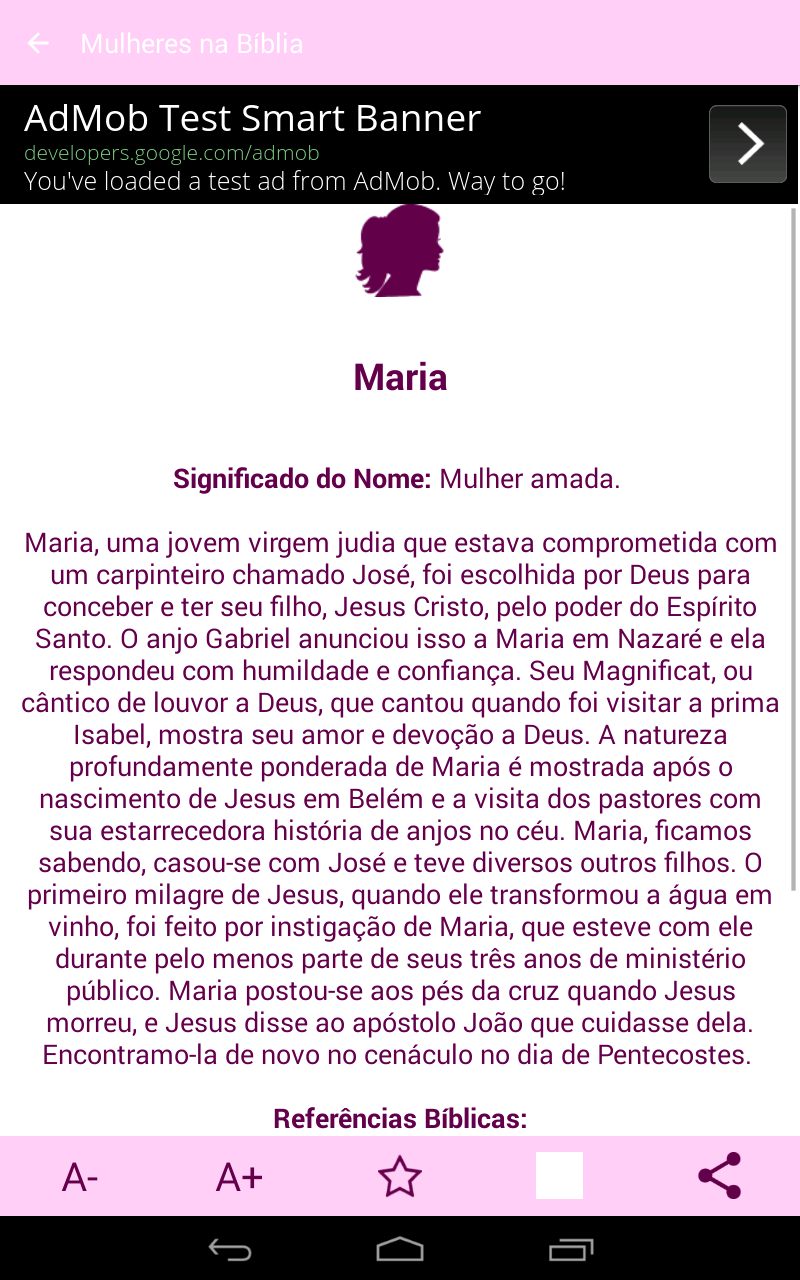 Mulheres na Bíblia
AdMob Test Smart Banner
developers.google.com/admob
You've loaded a test ad from AdMob. Way to go!
Maria
Significado do Nome: Mulher amada.
Maria, uma jovem virgem judia que estava comprometida com
um carpinteiro chamado José, foi escolhida por Deus para
conceber e ter seu filho, Jesus Cristo, pelo poder do Espírito
Santo. O anjo Gabriel anunciou isso a Maria em Nazaré e ela
respondeu com humildade e confiança. Seu Magnificat, ou
cântico de louvor a Deus, que cantou quando foi visitar a prima
Isabel, mostra seu amor e devoção a Deus. A natureza
profundamente ponderada de Maria é mostrada após o
nascimento de Jesus em Belém e a visita dos pastores com
sua estarrecedora história de anjos no céu. Maria, ficamos
sabendo, casou-se com José e teve diversos outros filhos. O
primeiro milagre de Jesus, quando ele transformou a água em
vinho, foi feito por instigação de Maria, que esteve com ele
durante pelo menos parte de seus três anos de ministério
público. Maria postou-se aos pés da cruz quando Jesus
morreu, e Jesus disse ao apóstolo João que cuidasse dela.
Encontramo-la de novo no cenáculo no dia de Pentecostes.
Referências Bíblicas:
A- A+